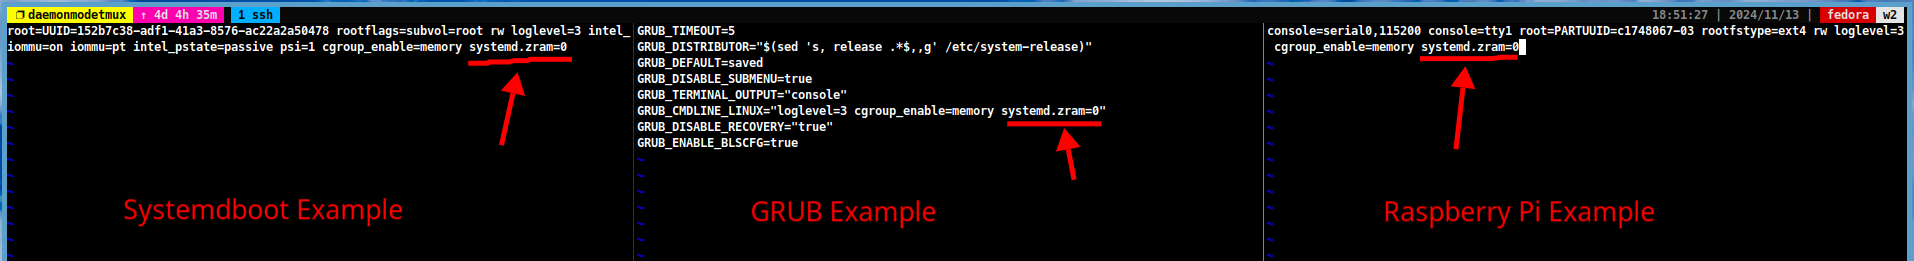 daemonmodetmux ↑ 4d 4h 35m 1 ssh 18:51:27 | 2024/11/13 | fedora w2
root=UUID=152b7c38-adf1-41a3-8576-ac22a2a50478 rootflags=subvol=root rw loglevel=3 intel_
iommu=on iommu=pt intel_pstate=passive psi=1 cgroup_enable=memory systemd.zram=0
~
~
~
~
~
~
~
~
~
~
~
~
~
Systemdboot Example
GRUB_TIMEOUT=5
GRUB_DISTRIBUTOR="$(sed 's, release .*$,,g' /etc/system-release)"
GRUB_DEFAULT=saved
GRUB_DISABLE_SUBMENU=true
GRUB_TERMINAL_OUTPUT="console"
GRUB_CMDLINE_LINUX="loglevel=3 cgroup_enable=memory systemd.zram=0"
GRUB_DISABLE_RECOVERY="true"
GRUB_ENABLE_BLSCFG=true
~
~
~
~
~
~
~
GRUB Example
console=serial0,115200 console=tty1 root=PARTUUID=c1748067-03 rootfstype=ext4 rw loglevel=3
cgroup_enable=memory systemd.zram=0
~
~
~
~
~
~
~
~
~
~
~
~
~
Raspberry Pi Example